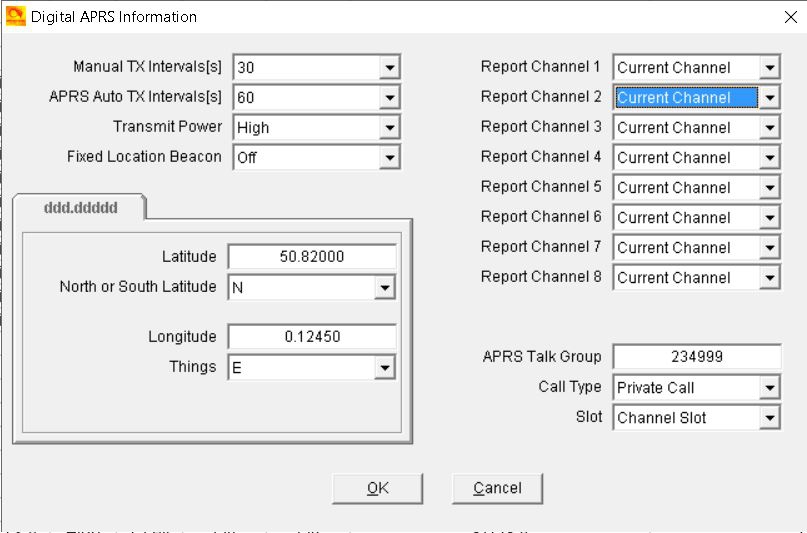 Digital APRS Information
Manual TX Intervals[s] 30
APRS Auto TX Intervals[s] 60
Transmit Power High
Fixed Location Beacon Off
ddd.ddddd
Latitude 50.82000
North or South Latitude N
Longitude 0.12450
Things E
Report Channel 1 Current Channel
Report Channel 2 Current Channel
Report Channel 3 Current Channel
Report Channel 4 Current Channel
Report Channel 5 Current Channel
Report Channel 6 Current Channel
Report Channel 7 Current Channel
Report Channel 8 Current Channel
APRS Talk Group 234999
Call Type Private Call
Slot Channel Slot
OK Cancel